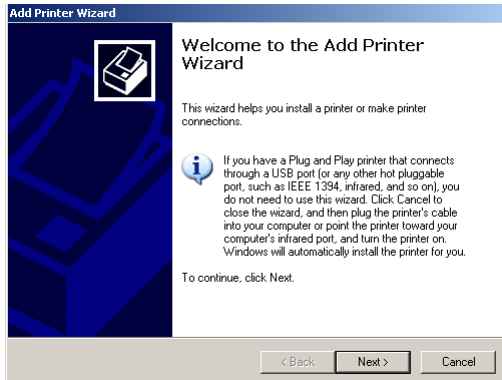 Add Printer Wizard
Welcome to the Add Printer
Wizard
This wizard helps you install a printer or make printer
connections.
If you have a Plug and Play printer that connects
through a USB port (or any other hot pluggable
port, such as IEEE 1394, infrared, and so on), you
do not need to use this wizard. Click Cancel to
close the wizard, and then plug the printer's cable
into your computer or point the printer toward your
computer's infrared port, and turn the printer on.
Windows will automatically install the printer for you.
To continue, click Next.
< Back Next > Cancel